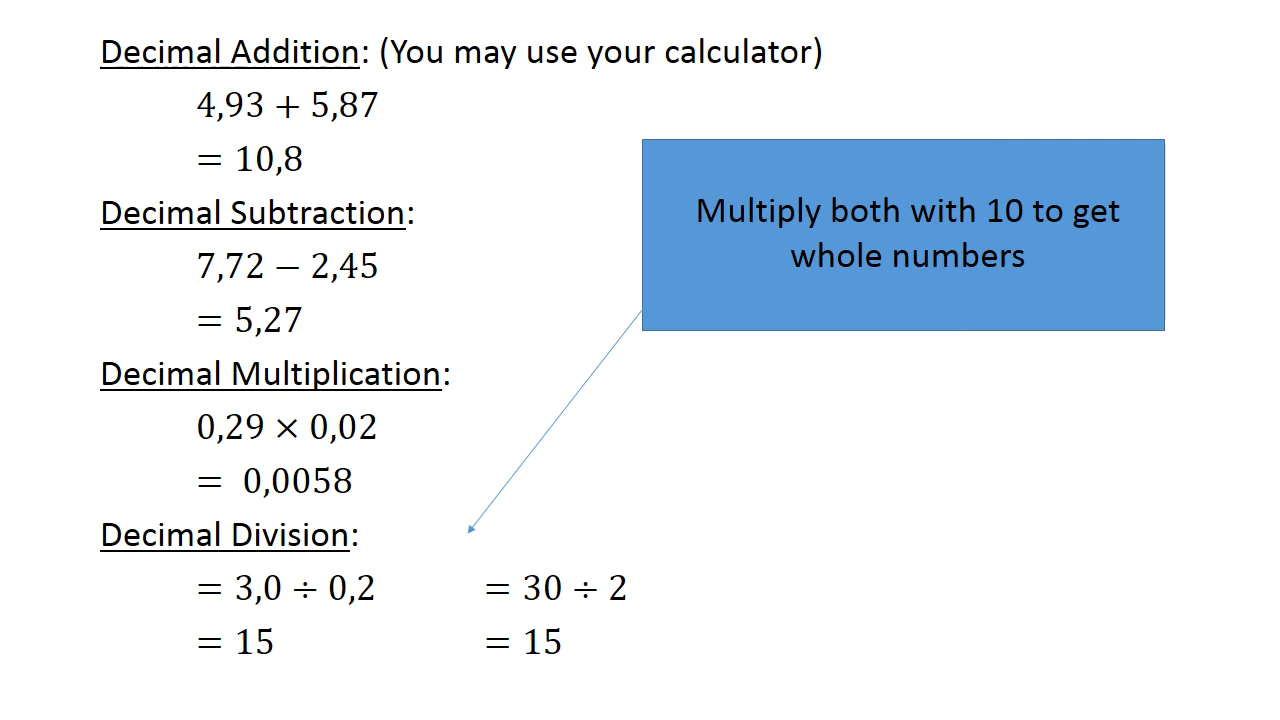 Decimal Addition: (You may use your calculator)
4,93 + 5,87
= 10,8
Decimal Subtraction:
7,72 − 2,45
= 5,27
Decimal Multiplication:
0,29 × 0,02
= 0,0058
Decimal Division:
= 3,0 ÷ 0,2 = 30 ÷ 2
= 15 = 15
Multiply both with 10 to get
whole numbers